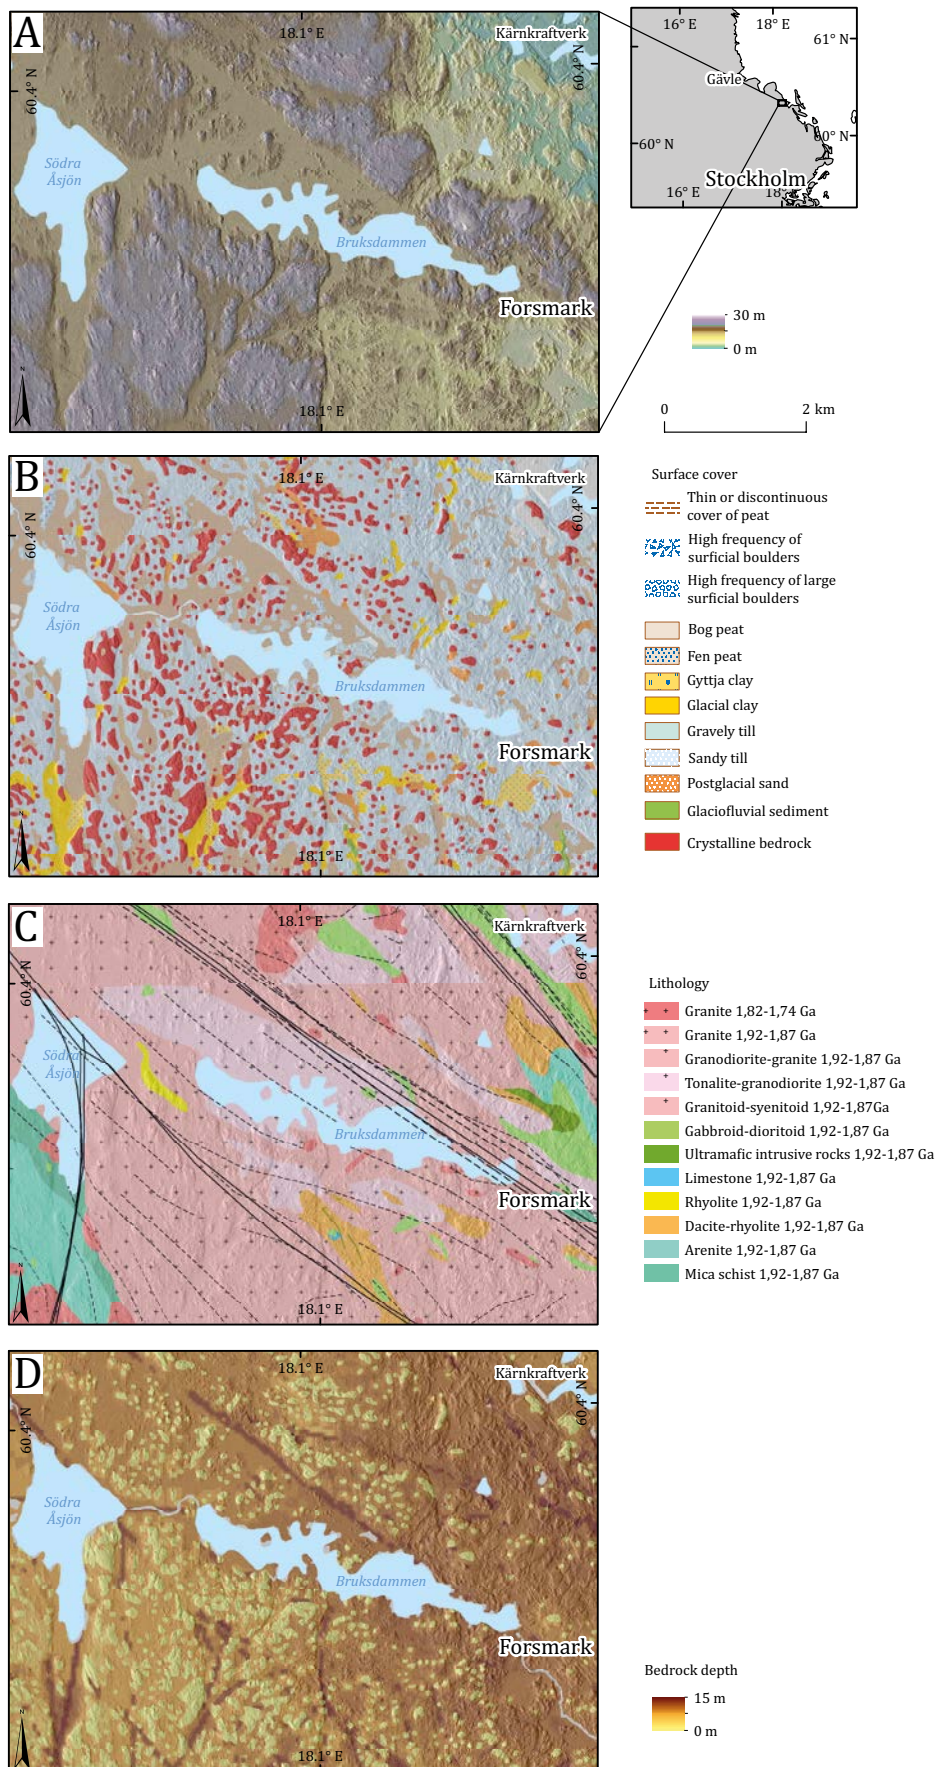 A
18.1° E
Kärnkraftverk
60.4° N
60.4° N
Södra
Åsjön
Bruksdammen
Forsmark
18.1° E
N
16° E
18° E
61° N
Gävle
60° N
60° N
Stockholm
16° E
18° E
30 m
0 m
0
2 km
B
18.1° E
Kärnkraftverk
60.4° N
60.4° N
Södra
Åsjön
Bruksdammen
Forsmark
18.1° E
N
Surface cover
Thin or discontinuous
cover of peat
High frequency of
surficial boulders
High frequency of large
surficial boulders
Bog peat
Fen peat
Gyttja clay
Glacial clay
Gravely till
Sandy till
Postglacial sand
Glaciofluvial sediment
Crystalline bedrock
C
18.1° E
Kärnkraftverk
60.4° N
60.4° N
Södra
Åsjön
Bruksdammen
Forsmark
18.1° E
N
Lithology
Granite 1,82-1,74 Ga
Granite 1,92-1,87 Ga
Granodiorite-granite 1,92-1,87 Ga
Tonalite-granodiorite 1,92-1,87 Ga
Granitoid-syenitoid 1,92-1,87Ga
Gabbroid-dioritoid 1,92-1,87 Ga
Ultramafic intrusive rocks 1,92-1,87 Ga
Limestone 1,92-1,87 Ga
Rhyolite 1,92-1,87 Ga
Dacite-rhyolite 1,92-1,87 Ga
Arenite 1,92-1,87 Ga
Mica schist 1,92-1,87 Ga
D
18.1° E
Kärnkraftverk
60.4° N
60.4° N
Södra
Åsjön
Bruksdammen
Forsmark
18.1° E
N
Bedrock depth
15 m
0 m